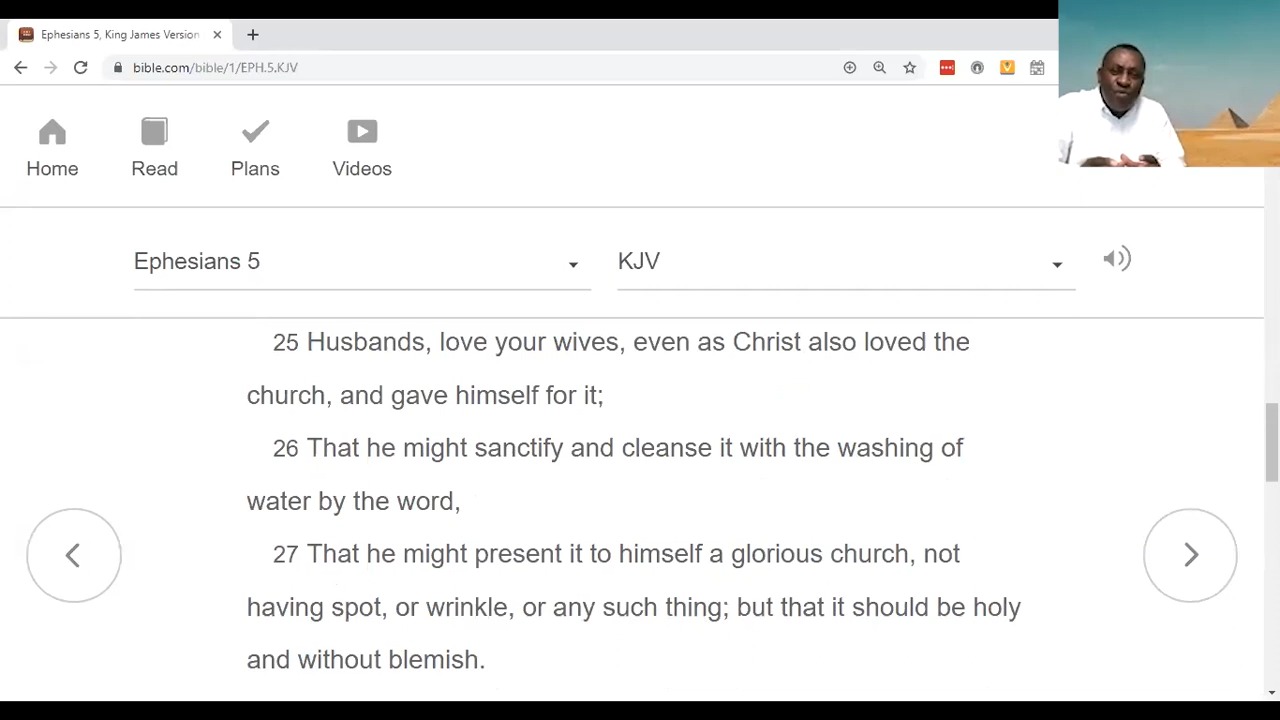 Ephesians 5, King James Version
bible.com/bible/1/EPH.5.KJV
Home Read Plans Videos
Ephesians 5 KJV
25 Husbands, love your wives, even as Christ also loved the
church, and gave himself for it;
26 That he might sanctify and cleanse it with the washing of
water by the word,
27 That he might present it to himself a glorious church, not
having spot, or wrinkle, or any such thing; but that it should be holy
and without blemish.